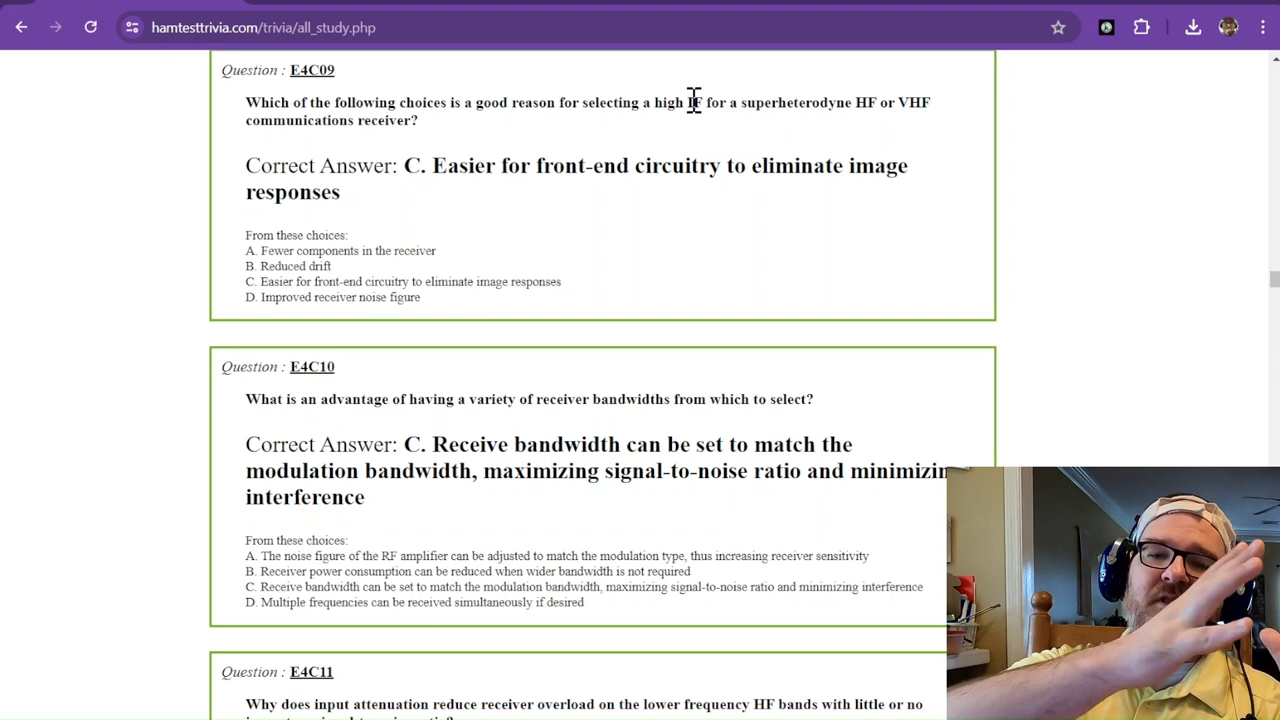 hamtesttrivia.com/trivia/all_study.php
Question : E4C09
Which of the following choices is a good reason for selecting a high IF for a superheterodyne HF or VHF
communications receiver?
Correct Answer: C. Easier for front-end circuitry to eliminate image
responses
From these choices:
A. Fewer components in the receiver
B. Reduced drift
C. Easier for front-end circuitry to eliminate image responses
D. Improved receiver noise figure
Question : E4C10
What is an advantage of having a variety of receiver bandwidths from which to select?
Correct Answer: C. Receive bandwidth can be set to match the
modulation bandwidth, maximizing signal-to-noise ratio and minimizin
interference
From these choices:
A. The noise figure of the RF amplifier can be adjusted to match the modulation type, thus increasing receiver sensitivity
B. Receiver power consumption can be reduced when wider bandwidth is not required
C. Receive bandwidth can be set to match the modulation bandwidth, maximizing signal-to-noise ratio and minimizing interference
D. Multiple frequencies can be received simultaneously if desired
Question : E4C11
Why does input attenuation reduce receiver overload on the lower frequency HF bands with little or no